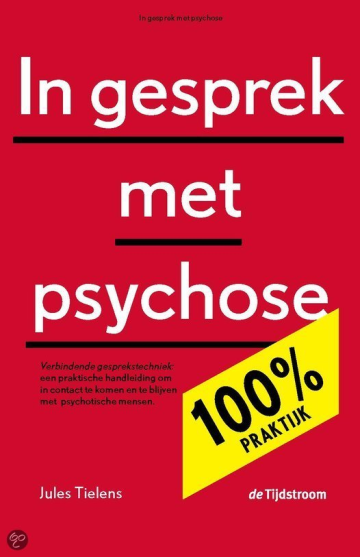 In gesprek met psychose
In gesprek
met
psychose
Verbindende gesprekstechniek
een praktische handleiding om
in contact te komen en te blijven
met psychotische mensen.
100%
PRAKTIJK
Jules Tielens
de Tijdstroom